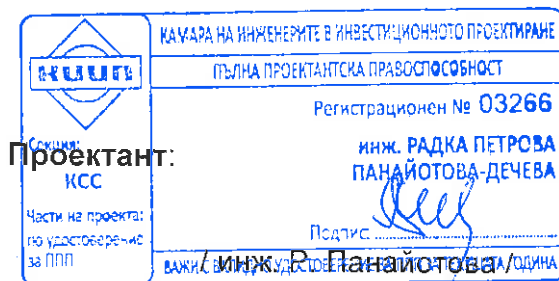 КАМАРА НА ИНЖЕНЕРИТЕ В ИНВЕСТИЦИОННОТО ПРОЕКТИРАНЕ
КИИП
ПЪЛНА ПРОЕКТАНТСКА ПРАВОСПОСОБНОСТ
Регистрационен № 03266
Секция:
КСС
Проектант:
инж. РАДКА ПЕТРОВА
ПАНАЙОТОВА-ДЕЧЕВА
Части на проекта:
по удостоверение
за ППП
Подпис:
/ инж. Р. Панайотова /
ГОДИНА